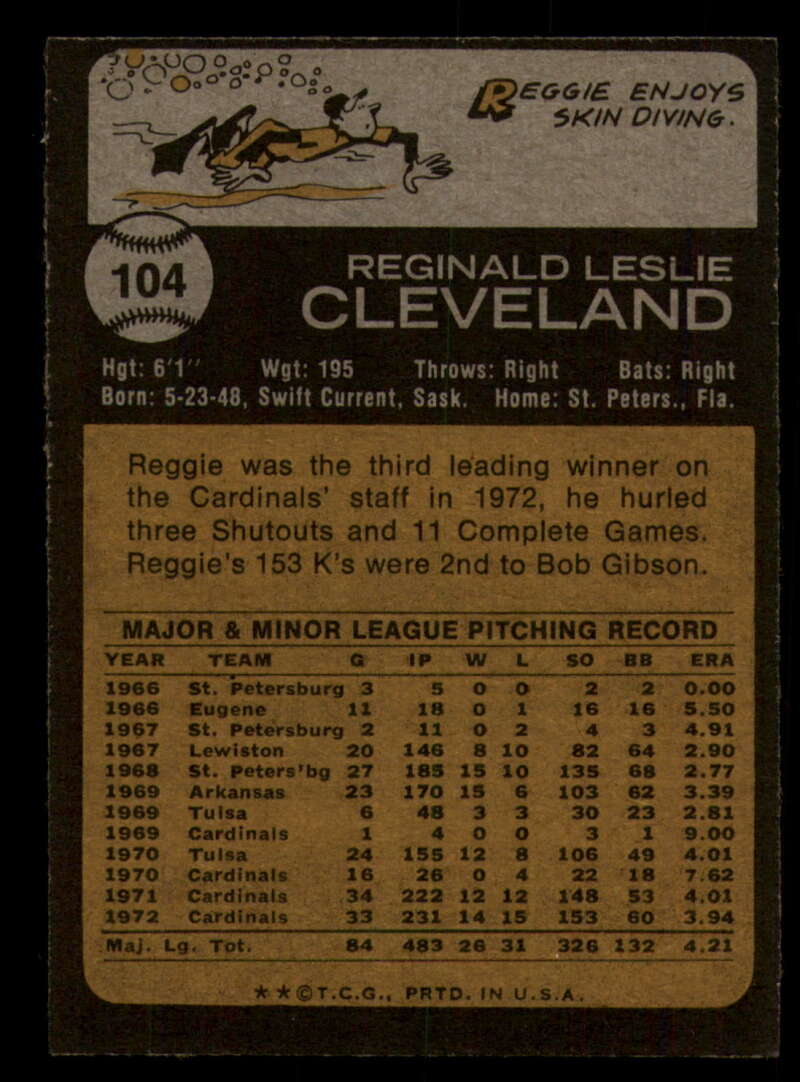 REGGIE ENJOYS
SKIN DIVING.
104
REGINALD LESLIE
CLEVELAND
Hgt: 6'1" Wgt: 195 Throws: Right Bats: Right
Born: 5-23-48, Swift Current, Sask. Home: St. Peters., Fla.
Reggie was the third leading winner on
the Cardinals' staff in 1972, he hurled
three Shutouts and 11 Complete Games.
Reggie's 153 K's were 2nd to Bob Gibson.
MAJOR & MINOR LEAGUE PITCHING RECORD
YEAR TEAM G IP W L SO BB ERA
1966 St. Petersburg 3 5 0 0 2 2 0.00
1966 Eugene 11 18 0 1 16 16 5.50
1967 St. Petersburg 2 11 0 2 4 3 4.91
1967 Lewiston 20 146 8 10 82 64 2.90
1968 St. Peters'bg 27 185 15 10 135 68 2.77
1969 Arkansas 23 170 15 6 103 62 3.39
1969 Tulsa 6 48 3 3 30 23 2.81
1969 Cardinals 1 4 0 0 3 1 9.00
1970 Tulsa 24 155 12 8 106 49 4.01
1970 Cardinals 16 26 0 4 22 18 7.62
1971 Cardinals 34 222 12 12 148 53 4.01
1972 Cardinals 33 231 14 15 153 60 3.94
Maj. Lg. Tot. 84 483 26 31 326 132 4.21
★★©T.C.G., PRTD. IN U.S.A.